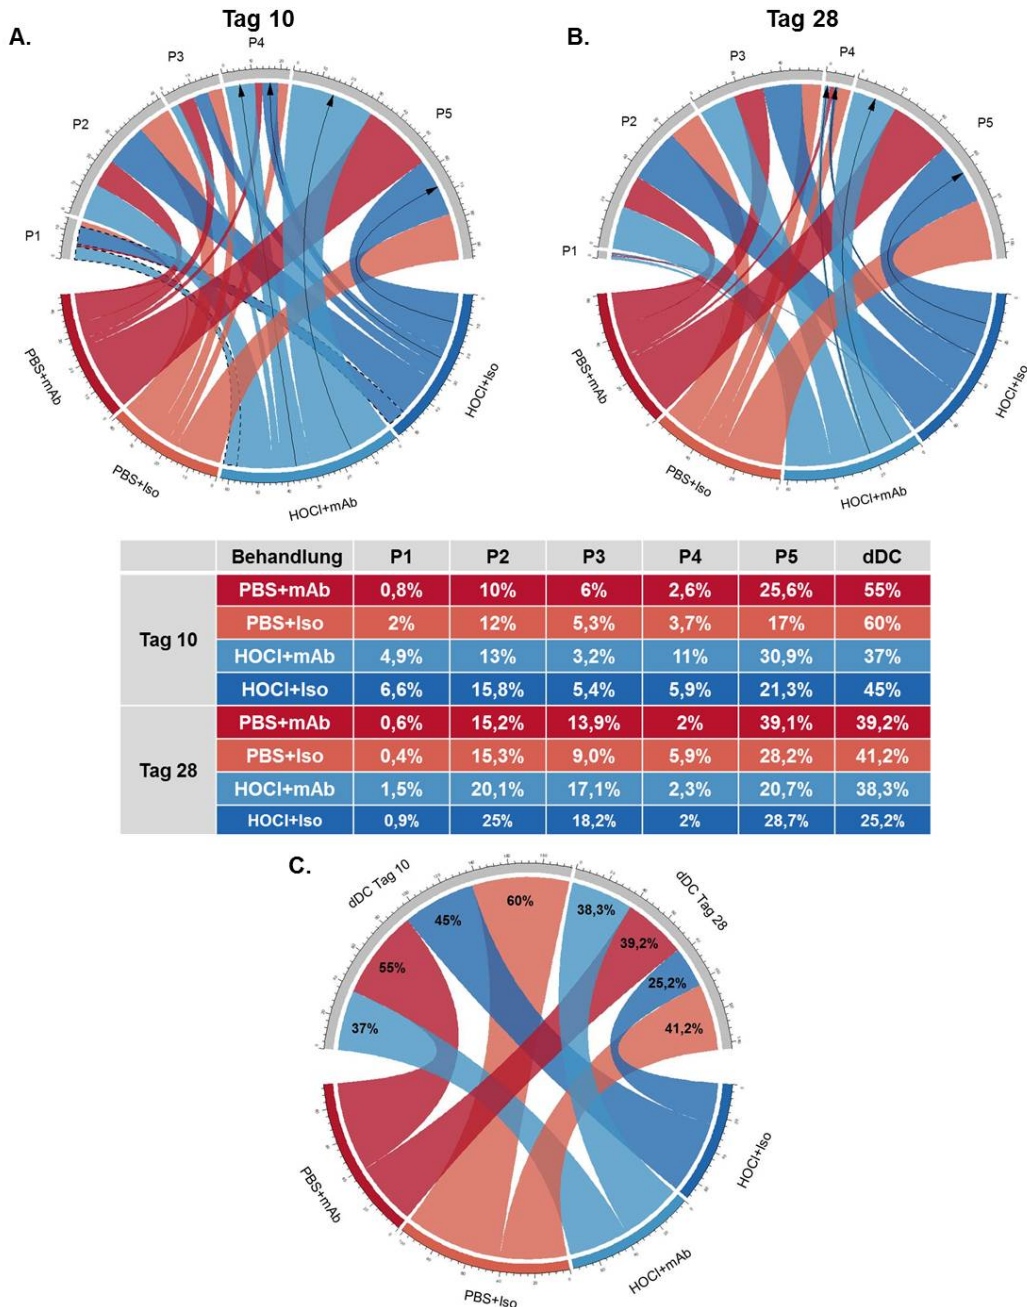 Tag 10
Tag 28
A.
B.
P1
P2
P3
P4
P5
PBS+mAb
PBS+Iso
HOCl+mAb
HOCl+Iso
P1
P2
P3
P4
P5
PBS+mAb
PBS+Iso
HOCl+mAb
HOCl+Iso
Behandlung P1 P2 P3 P4 P5 dDC
Tag 10
PBS+mAb 0,8% 10% 6% 2,6% 25,6% 55%
PBS+Iso 2% 12% 5,3% 3,7% 17% 60%
HOCl+mAb 4,9% 13% 3,2% 11% 30,9% 37%
HOCl+Iso 6,6% 15,8% 5,4% 5,9% 21,3% 45%
Tag 28
PBS+mAb 0,6% 15,2% 13,9% 2% 39,1% 39,2%
PBS+Iso 0,4% 15,3% 9,0% 5,9% 28,2% 41,2%
HOCl+mAb 1,5% 20,1% 17,1% 2,3% 20,7% 38,3%
HOCl+Iso 0,9% 25% 18,2% 2% 28,7% 25,2%
C.
dDC Tag 10
dDC Tag 28
37%
55%
45%
60%
38,3%
39,2%
25,2%
41,2%
PBS+mAb
PBS+Iso
HOCl+mAb
HOCl+Iso